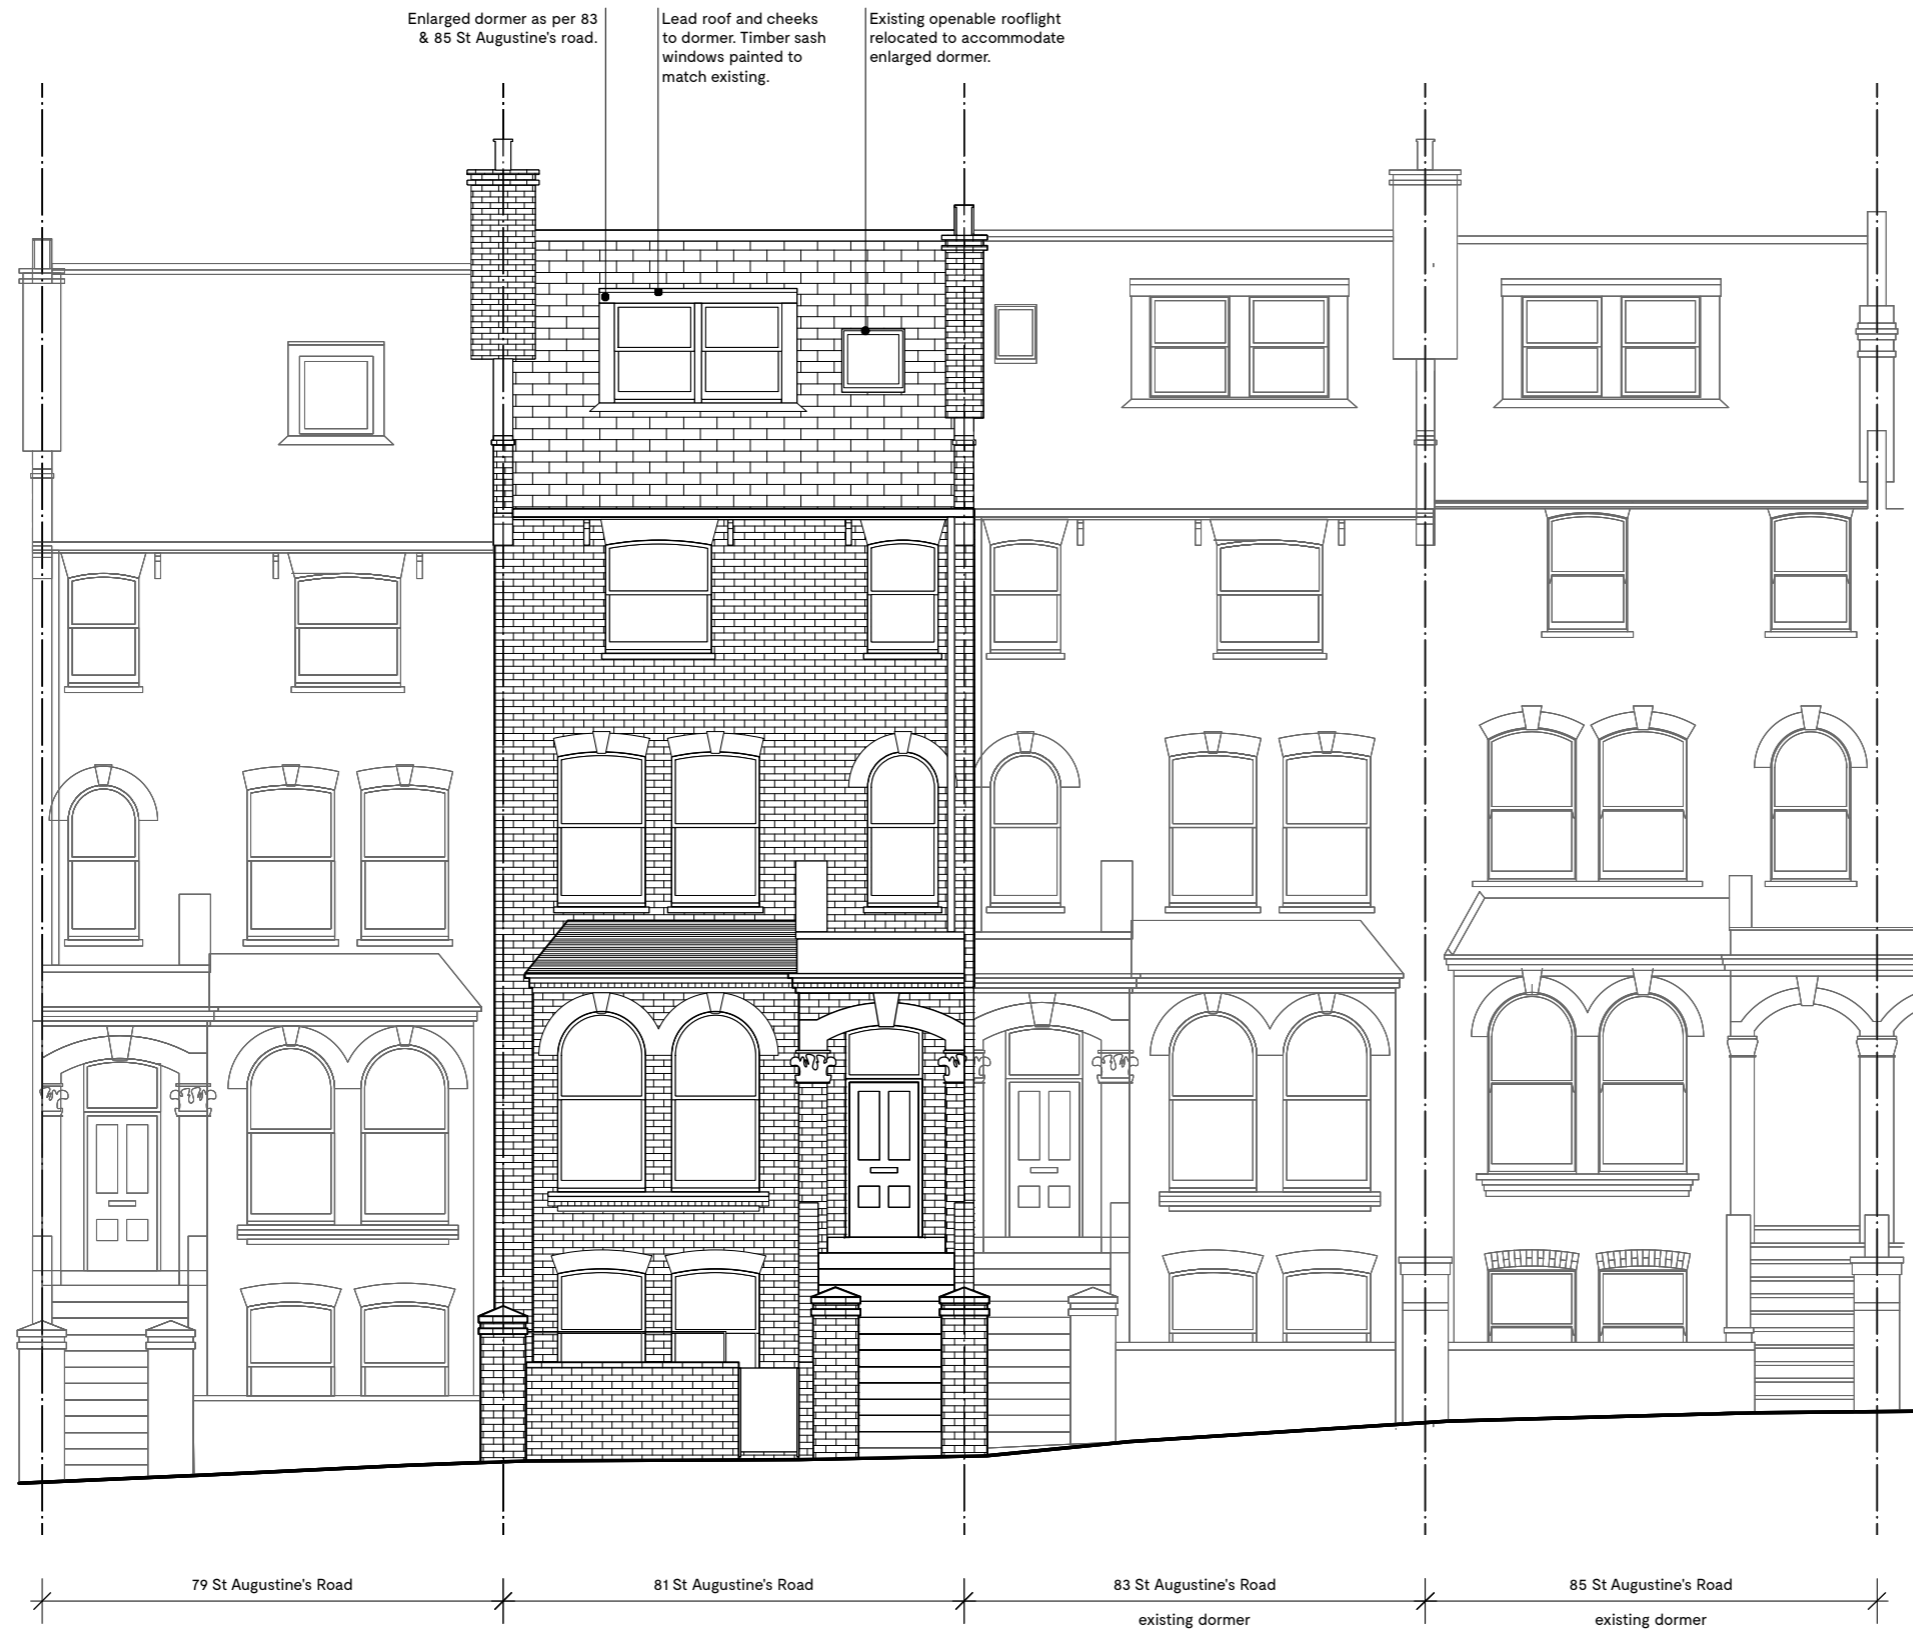 Enlarged dormer as per 83
& 85 St Augustine's road.
Lead roof and cheeks
to dormer. Timber sash
windows painted to
match existing.
Existing openable rooflight
relocated to accommodate
enlarged dormer.
79 St Augustine's Road
81 St Augustine's Road
83 St Augustine's Road
existing dormer
85 St Augustine's Road
existing dormer